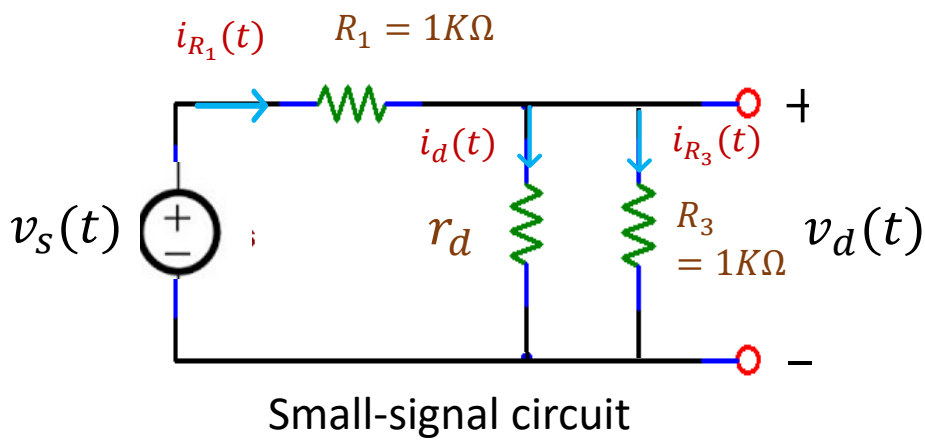 i_{R_1}(t)
R_1 = 1KΩ
+
i_d(t)
i_{R_3}(t)
v_s(t)
+
−
s
r_d
R_3
= 1KΩ
v_d(t)
−
Small-signal circuit